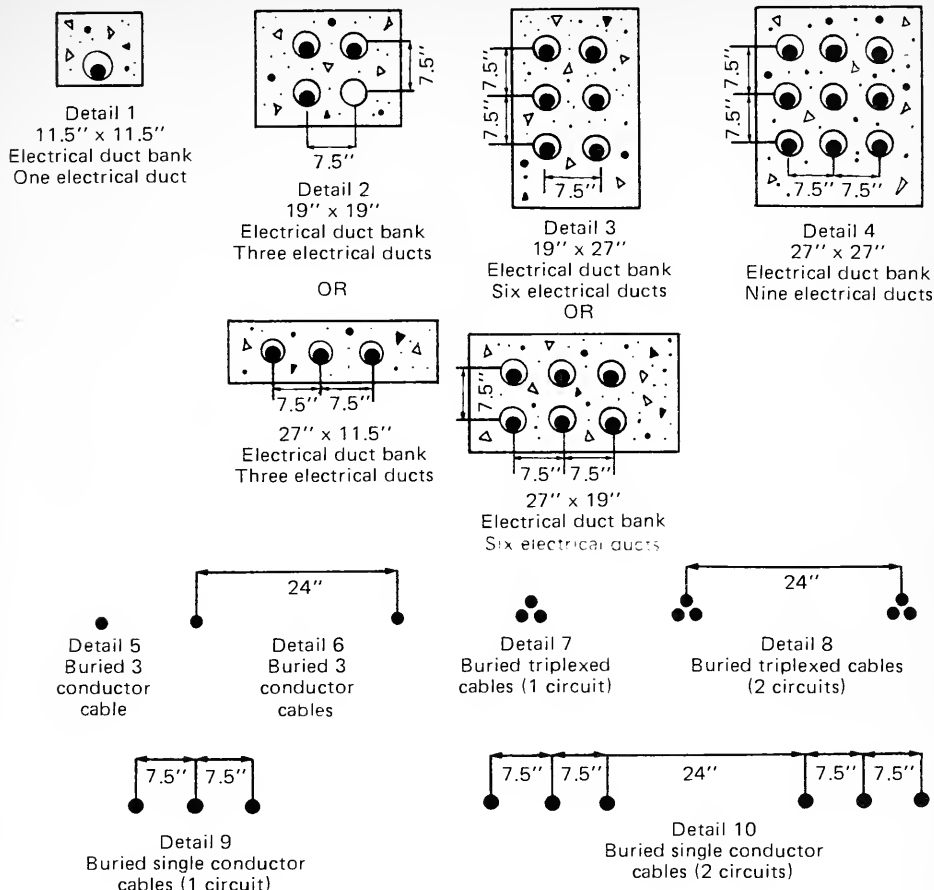 Detail 1
11.5" x 11.5"
Electrical duct bank
One electrical duct
7.5"
7.5"
Detail 2
19" x 19"
Electrical duct bank
Three electrical ducts
OR
7.5" 7.5"
27" x 11.5"
Electrical duct bank
Three electrical ducts
7.5"
7.5"
7.5"
Detail 3
19" x 27"
Electrical duct bank
Six electrical ducts
OR
7.5"
7.5" 7.5"
27" x 19"
Electrical duct bank
Six electrical ducts
7.5"
7.5"
7.5" 7.5"
Detail 4
27" x 27"
Electrical duct bank
Nine electrical ducts
Detail 5
Buried 3
conductor
cable
24"
Detail 6
Buried 3
conductor
cables
Detail 7
Buried triplexed
cables (1 circuit)
24"
Detail 8
Buried triplexed cables
(2 circuits)
7.5" 7.5"
Detail 9
Buried single conductor
cables (1 circuit)
7.5" 7.5" 24" 7.5" 7.5"
Detail 10
Buried single conductor
cables (2 circuits)